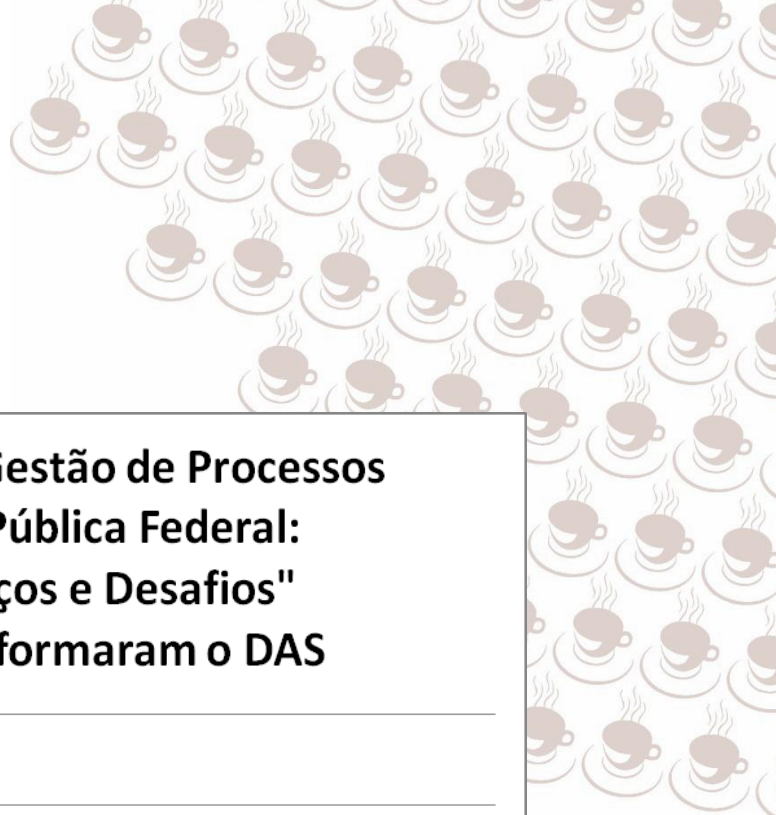 estão de Processos
Pública Federal:
ços e Desafios"
formaram o DAS